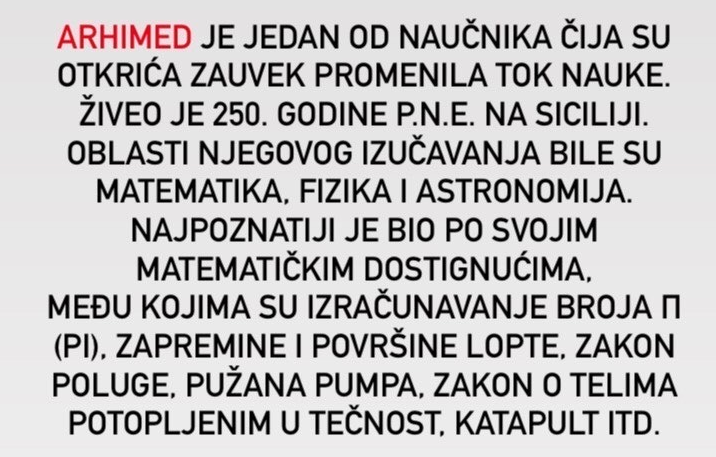 ARHIMED JE JEDAN OD NAUČNIKA ČIJA SU
OTKRIĆA ZAUVEK PROMENILA TOK NAUKE.
ŽIVEO JE 250. GODINE P.N.E. NA SICILIJI.
OBLASTI NJEGOVOG IZUČAVANJA BILE SU
MATEMATIKA, FIZIKA I ASTRONOMIJA.
NAJPOZNATIJI JE BIO PO SVOJIM
MATEMATIČKIM DOSTIGNUĆIMA,
MEĐU KOJIMA SU IZRAČUNAVANJE BROJA П
(PI), ZAPREMINE I POVRŠINE LOPTE, ZAKON
POLUGE, PUŽANA PUMPA, ZAKON O TELIMA
POTOPLJENIM U TEČNOST, KATAPULT ITD.